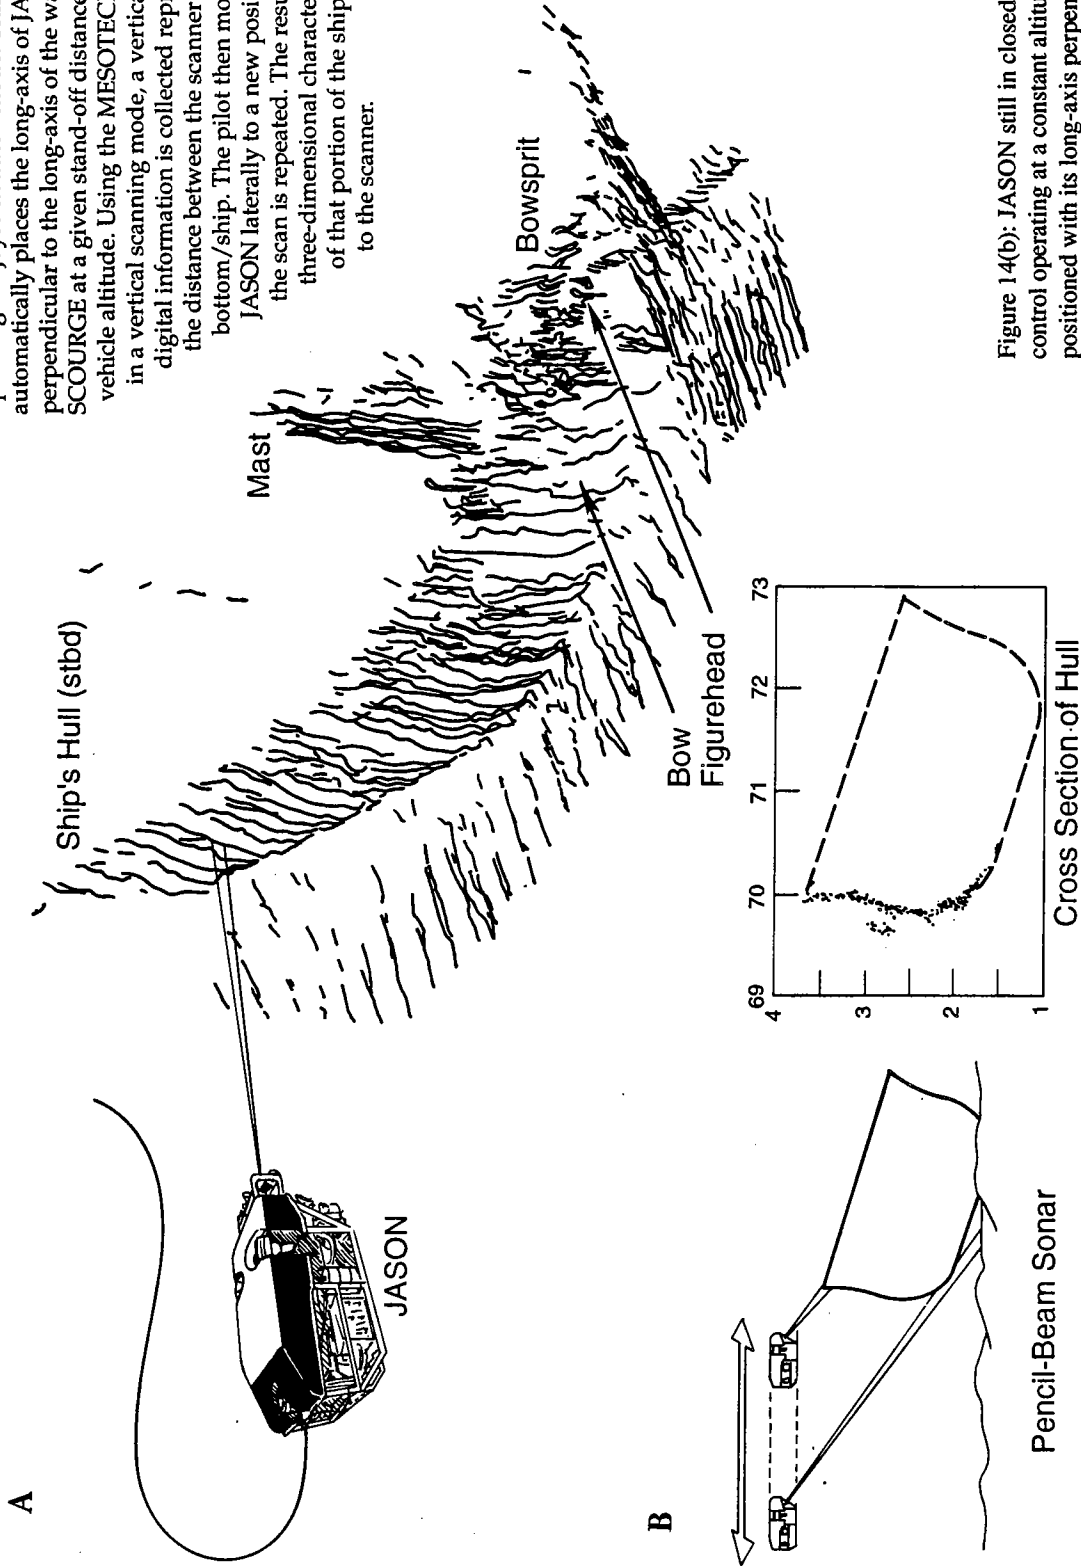 A
automatically places the long-axis of JA
perpendicular to the long-axis of the wa
SCOURGE at a given stand-off distance
vehicle altitude. Using the MESOTEC
in a vertical scanning mode, a vertica
digital information is collected repr
the distance between the scanner
bottom/ship. The pilot then mo
JASON laterally to a new posi
the scan is repeated. The resu
three-dimensional characte
of that portion of the ship
to the scanner.
Ship's Hull (stbd)
Mast
Bowsprit
JASON
Bow
Figurehead
B
Pencil-Beam Sonar
69 70 71 72 73
4
3
2
1
Cross Section of Hull
Figure 14(b): JASON still in closed
control operating at a constant altitu
positioned with its long-axis perpen